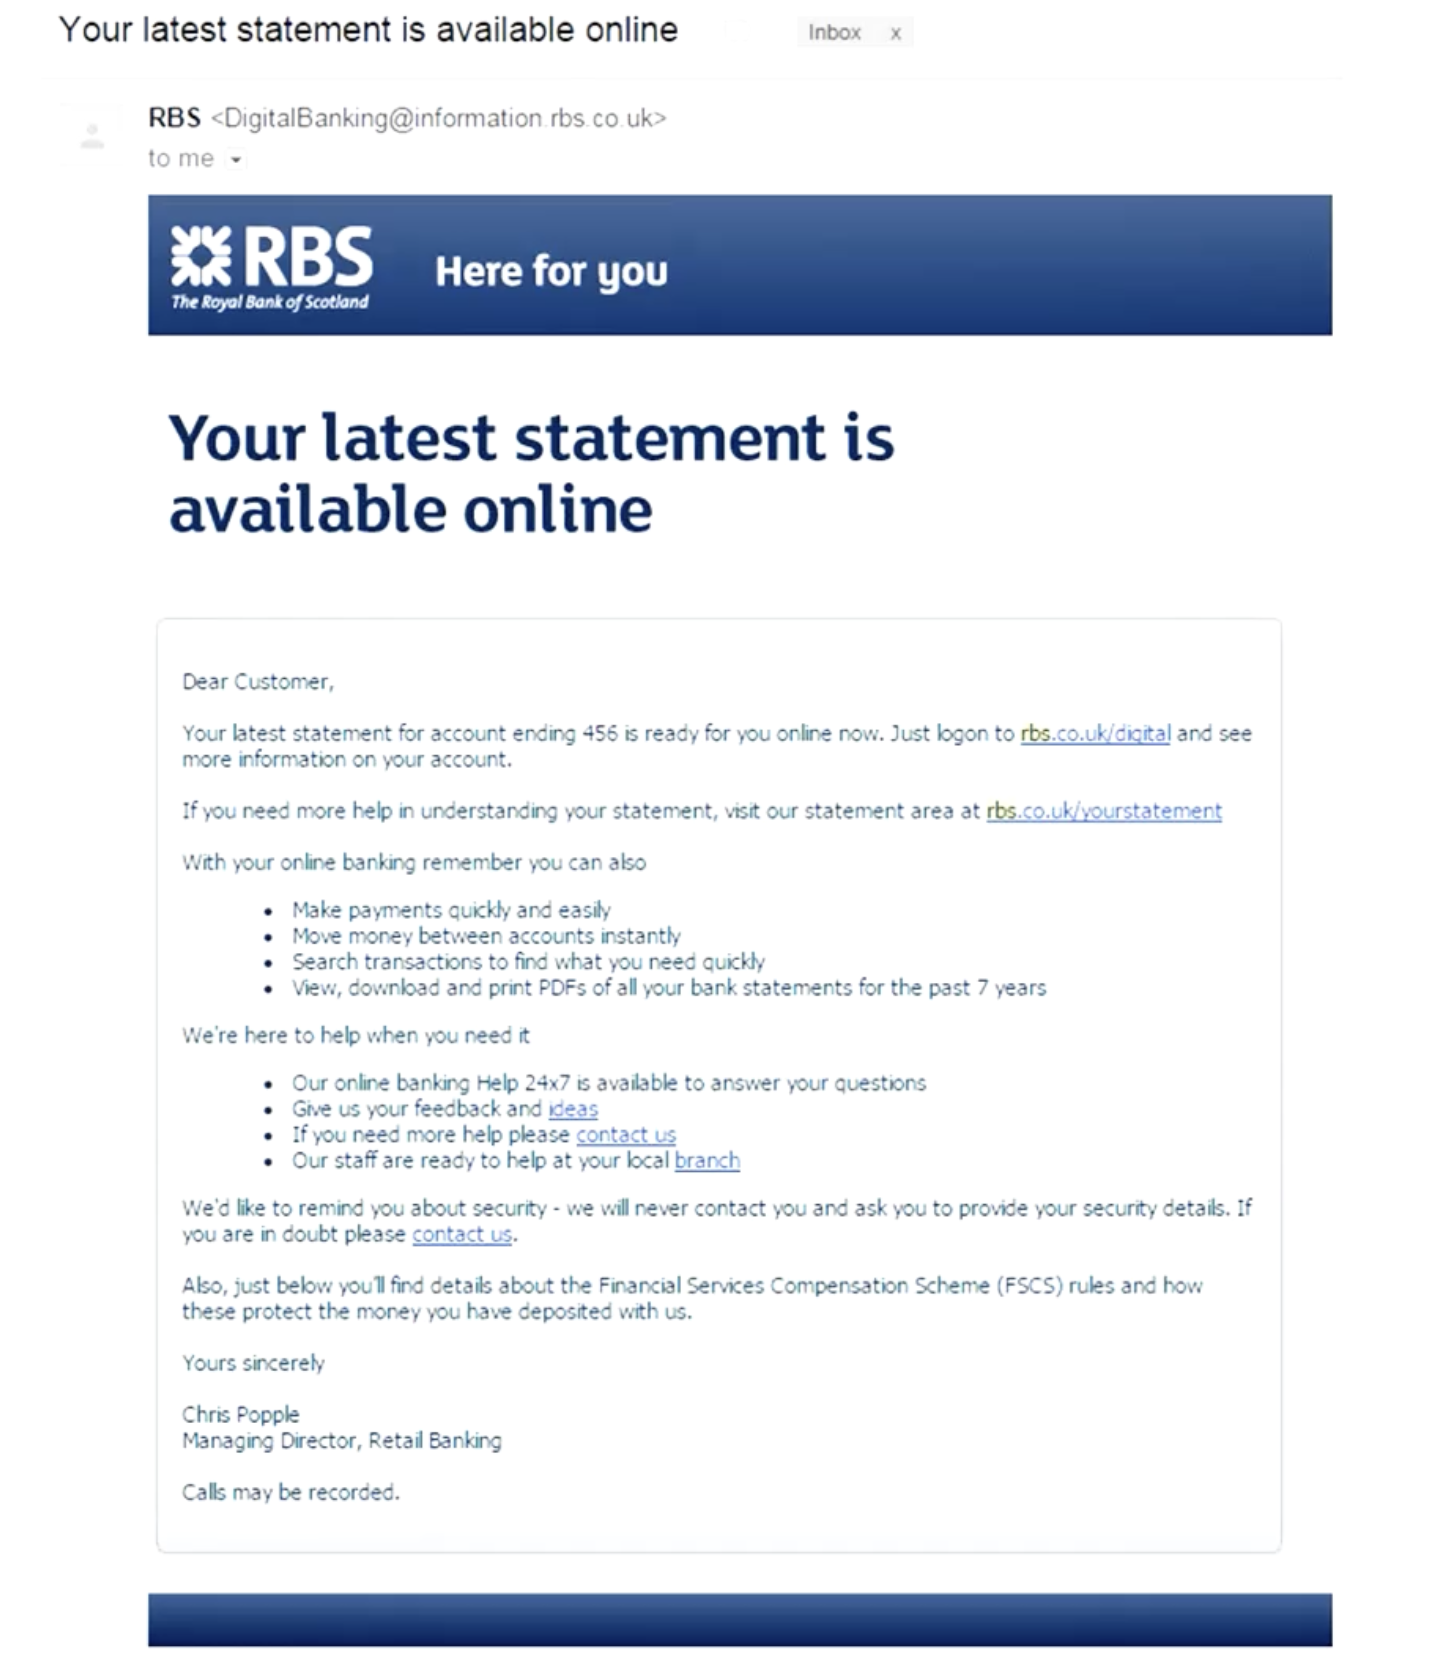 Your latest statement is available online
Inbox x
RBS <DigitalBanking@information.rbs.co.uk>
to me
RBS
The Royal Bank of Scotland
Here for you
Your latest statement is
available online
Dear Customer,
Your latest statement for account ending 456 is ready for you online now. Just logon to rbs.co.uk/digital and see
more information on your account.
If you need more help in understanding your statement, visit our statement area at rbs.co.uk/yourstatement
With your online banking remember you can also
• Make payments quickly and easily
• Move money between accounts instantly
• Search transactions to find what you need quickly
• View, download and print PDFs of all your bank statements for the past 7 years
We're here to help when you need it
• Our online banking Help 24x7 is available to answer your questions
• Give us your feedback and ideas
• If you need more help please contact us
• Our staff are ready to help at your local branch
We'd like to remind you about security - we will never contact you and ask you to provide your security details. If
you are in doubt please contact us.
Also, just below you'll find details about the Financial Services Compensation Scheme (FSCS) rules and how
these protect the money you have deposited with us.
Yours sincerely
Chris Popple
Managing Director, Retail Banking
Calls may be recorded.